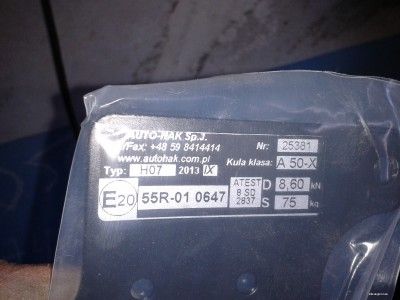 AUTO-HAK Sp.J.
/Fax: +48 59 8414414 Nr: 25381
www.autohak.com.pl Kula klasa: A 50-X
Typ: H07 2013 IX
E20 55R-01 0647 ATEST 8 SD 2837 D 8,60 kN
S 75 kg